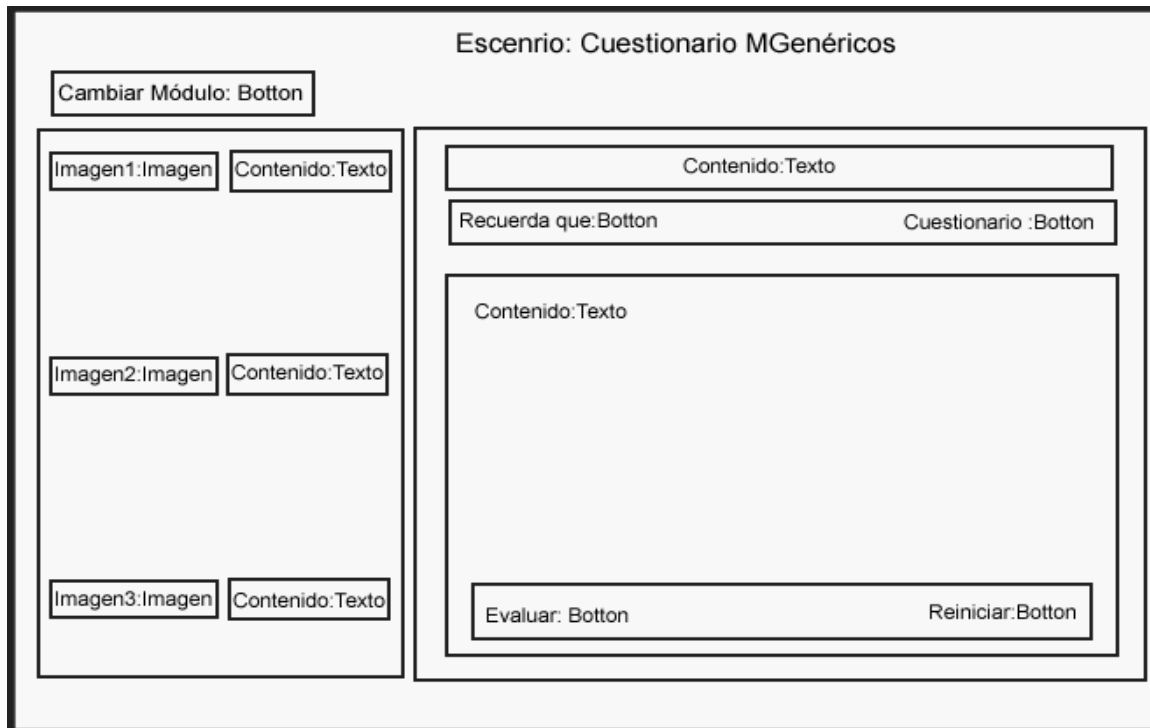 Escenrio: Cuestionario MGenéricos
Cambiar Módulo: Botton
Imagen1:Imagen Contenido:Texto
Imagen2:Imagen Contenido:Texto
Imagen3:Imagen Contenido:Texto
Contenido:Texto
Recuerda que:Botton Cuestionario :Botton
Contenido:Texto
Evaluar: Botton Reiniciar:Botton